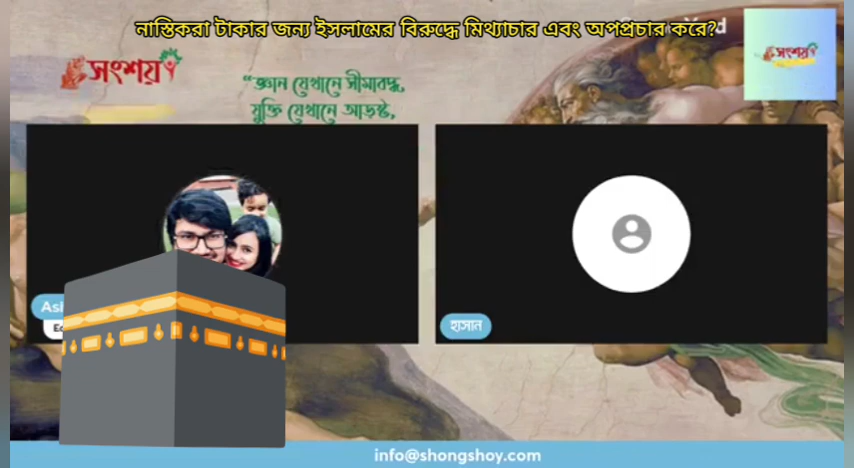 নাস্তিকরা টাকার জন্য ইসলামের বিরুদ্ধে মিথ্যাচার এবং অপপ্রচার করে?
সংশয়
সংশয়
“জ্ঞান যেখানে সীমাবদ্ধ,
যুক্তি যেখানে আড়ষ্ট,
হাসান
info@shongshoy.com